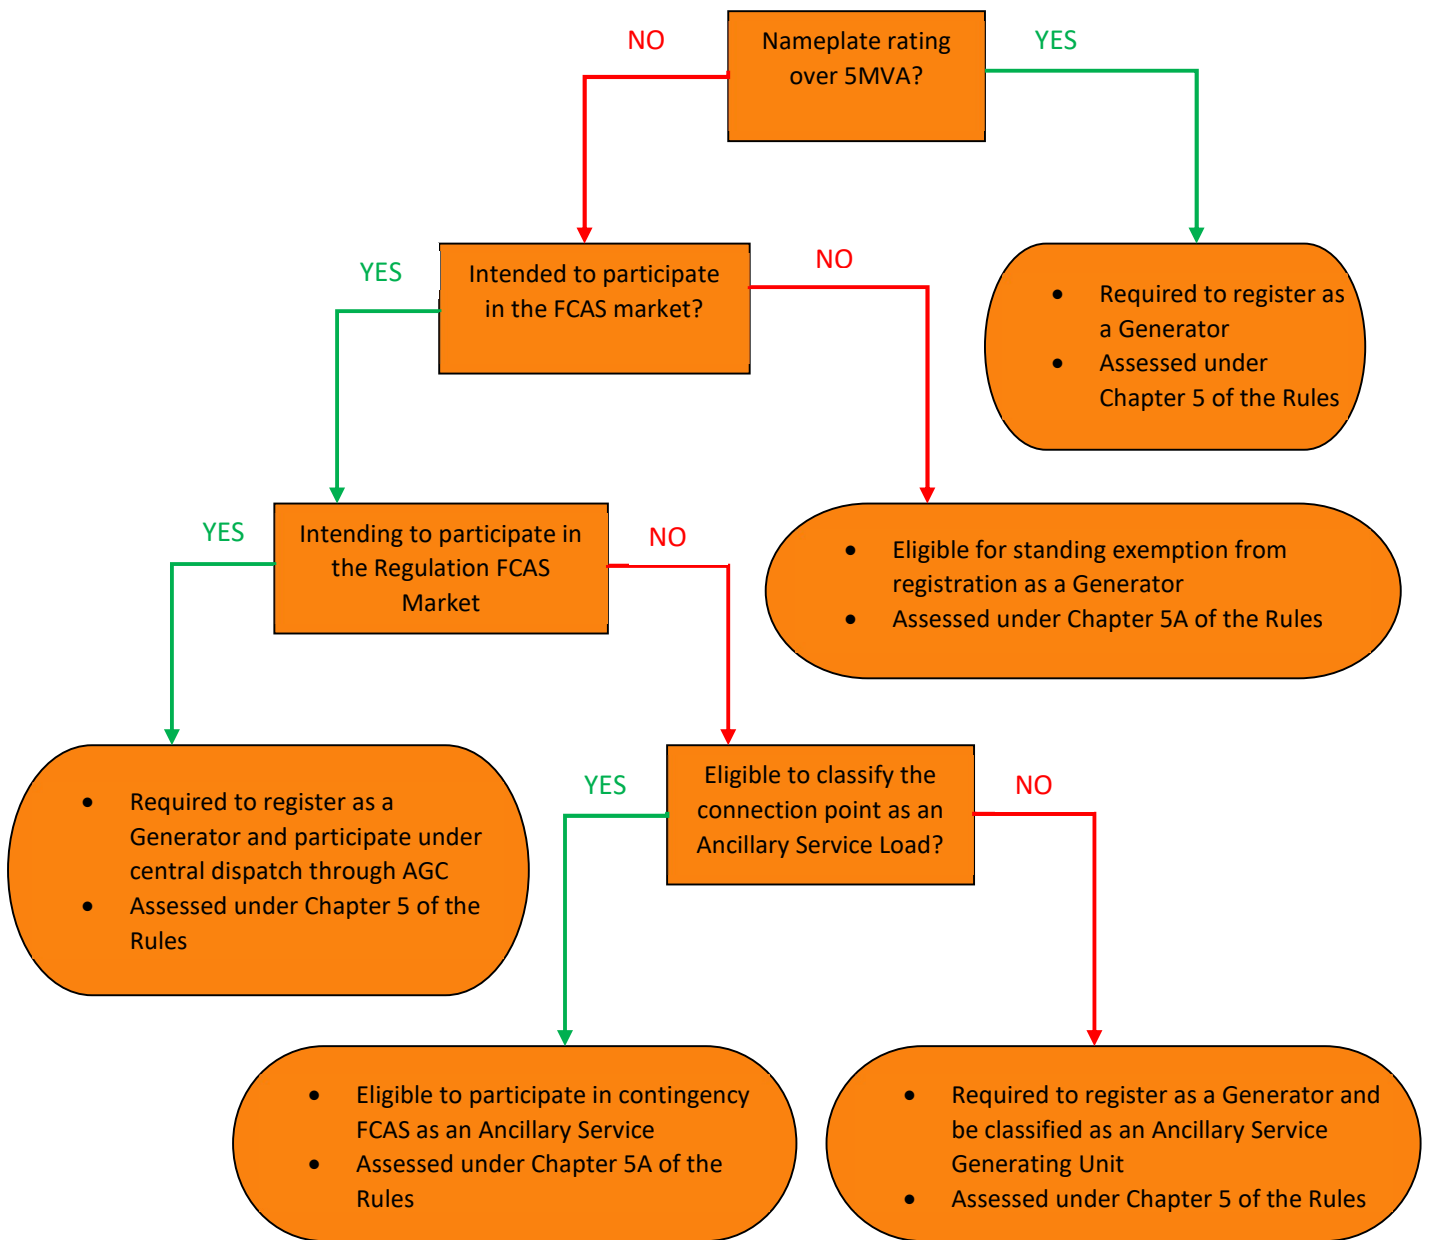 NO
Nameplate rating
over 5MVA?
YES
YES
Intended to participate
in the FCAS market?
NO
• Required to register as
a Generator
• Assessed under
Chapter 5 of the Rules
YES
Intending to participate in
the Regulation FCAS
Market
NO
• Eligible for standing exemption from
registration as a Generator
• Assessed under Chapter 5A of the Rules
• Required to register as a
Generator and participate under
central dispatch through AGC
• Assessed under Chapter 5 of the
Rules
YES
Eligible to classify the
connection point as an
Ancillary Service Load?
NO
• Eligible to participate in contingency
FCAS as an Ancillary Service
• Assessed under Chapter 5A of the
Rules
• Required to register as a Generator and
be classified as an Ancillary Service
Generating Unit
• Assessed under Chapter 5 of the Rules